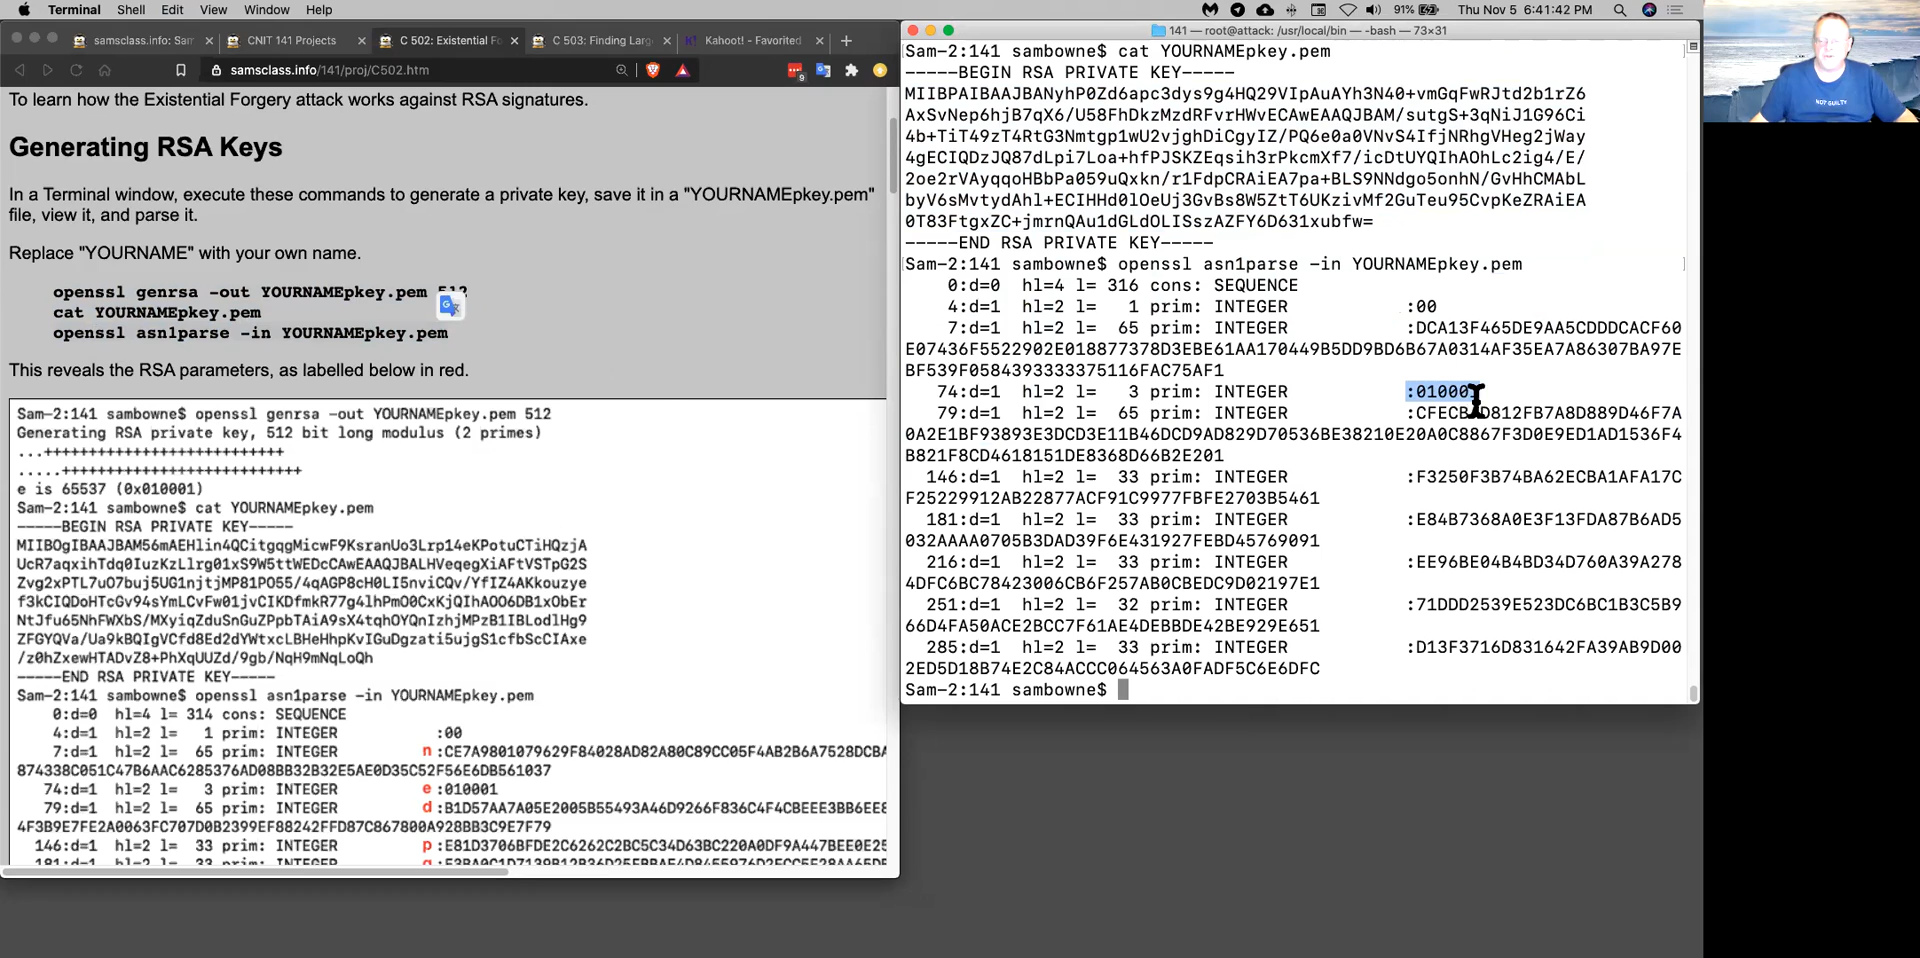 Terminal Shell Edit View Window Help
91% Thu Nov 5 6:41:42 PM
samsclass.info: Sam
CNIT 141 Projects
C 502: Existential Fo
C 503: Finding Larg
Kahoot! - Favorited
samsclass.info/141/proj/C502.htm
9
To learn how the Existential Forgery attack works against RSA signatures.
Generating RSA Keys
In a Terminal window, execute these commands to generate a private key, save it in a "YOURNAMEpkey.pem"
file, view it, and parse it.
Replace "YOURNAME" with your own name.
openssl genrsa -out YOURNAMEpkey.pem 512
cat YOURNAMEpkey.pem
openssl asn1parse -in YOURNAMEpkey.pem
This reveals the RSA parameters, as labelled below in red.
Sam-2:141 sambowne$ openssl genrsa -out YOURNAMEpkey.pem 512
Generating RSA private key, 512 bit long modulus (2 primes)
...+++++++++++++++++++++++++++
.....+++++++++++++++++++++++++++
e is 65537 (0x010001)
Sam-2:141 sambowne$ cat YOURNAMEpkey.pem
-----BEGIN RSA PRIVATE KEY-----
MIIBOgIBAAJBAM56mAEHlin4QCitgqgMicwF9KsranUo3Lrp14eKPotuCTiHQzjA
UcR7aqxihTdq0IuzKzLlrg01xS9W5ttWEDcCAwEAAQJBALHVeqegXiAFtVSTpG2S
Zvg2xPTL7uO7buj5UG1njtjMP81PO55/4qAGP8cH0LI5nviCQv/YfIZ4AKkouzye
f3kCIQDoHTcGv94sYmLCvFw01jvCIKDfmkR77g4lhPmO0CxKjQIhAOO6DB1xObEr
NtJfu65NhFWXbS/MXyiqZduSnGuZPpbTAiA9sX4tqhOYQnIzhjMPzB1IBLodlHg9
ZFGYQVa/Ua9kBQIgVCfd8Ed2dYWtxcLBHeHhpKvIGuDgzati5ujgS1cfbScCIAxe
/z0hZxewHTADvZ8+PhXqUUZd/9gb/NqH9mNqLoQh
-----END RSA PRIVATE KEY-----
Sam-2:141 sambowne$ openssl asn1parse -in YOURNAMEpkey.pem
0:d=0 hl=4 l= 314 cons: SEQUENCE
4:d=1 hl=2 l= 1 prim: INTEGER :00
7:d=1 hl=2 l= 65 prim: INTEGER n :CE7A9801079629F84028AD82A80C89CC05F4AB2B6A7528DCBA
874338C051C47B6AAC6285376AD08BB32B32E5AE0D35C52F56E6DB561037
74:d=1 hl=2 l= 3 prim: INTEGER e :010001
79:d=1 hl=2 l= 65 prim: INTEGER d :B1D57AA7A05E2005B55493A46D9266F836C4F4CBEEE3BB6EE8
4F3B9E7FE2A0063FC707D0B2399EF88242FFD87C867800A928BB3C9E7F79
146:d=1 hl=2 l= 33 prim: INTEGER p :E81D3706BFDE2C6262C2BC5C34D63BC220A0DF9A447BEE0E25
181:d=1 hl=2 l= 33 prim: INTEGER
141 — root@attack: /usr/local/bin — -bash — 73×31
Sam-2:141 sambowne$ cat YOURNAMEpkey.pem
-----BEGIN RSA PRIVATE KEY-----
MIIBPAIBAAJBANyhP0Zd6apc3dys9g4HQ29VIpAuAYh3N40+vmGqFwRJtd2b1rZ6
AxSvNep6hjB7qX6/U58FhDkzMzdRFvrHWvECAwEAAQJBAM/sutgS+3qNiJ1G96Ci
4b+TiT49zT4RtG3Nmtgp1wU2vjghDiCgyIZ/PQ6e0a0VNvS4IfjNRhgVHeg2jWay
4gECIQDzJQ87dLpi7Loa+hfPJSKZEqsih3rPkcmXf7/icDtUYQIhAOhLc2ig4/E/
2oe2rVAyqqoHBbPa059uQxkn/r1FdpCRAiEA7pa+BLS9NNdgo5onhN/GvHhCMAbL
byV6sMvtydAhl+ECIHHd0lOeUj3GvBs8W5ZtT6UKzivMf2GuTeu95CvpKeZRAiEA
0T83FtgxZC+jmrnQAu1dGLdOLISszAZFY6D631xubfw=
-----END RSA PRIVATE KEY-----
Sam-2:141 sambowne$ openssl asn1parse -in YOURNAMEpkey.pem
0:d=0 hl=4 l= 316 cons: SEQUENCE
4:d=1 hl=2 l= 1 prim: INTEGER :00
7:d=1 hl=2 l= 65 prim: INTEGER :DCA13F465DE9AA5CDDDCACF60
E07436F5522902E018877378D3EBE61AA170449B5DD9BD6B67A0314AF35EA7A86307BA97E
BF539F0584393333375116FAC75AF1
74:d=1 hl=2 l= 3 prim: INTEGER :010001
79:d=1 hl=2 l= 65 prim: INTEGER
0A2E1BF93893E3DCD3E11B46DCD9AD829D70536BE38210E20A0C8867F3D0E9ED1AD1536F4
B821F8CD4618151DE8368D66B2E201
146:d=1 hl=2 l= 33 prim: INTEGER :F3250F3B74BA62ECBA1AFA17C
F25229912AB22877ACF91C9977FBFE2703B5461
181:d=1 hl=2 l= 33 prim: INTEGER :E84B7368A0E3F13FDA87B6AD5
032AAAA0705B3DAD39F6E431927FEBD45769091
216:d=1 hl=2 l= 33 prim: INTEGER :EE96BE04B4BD34D760A39A278
4DFC6BC78423006CB6F257AB0CBEDC9D02197E1
251:d=1 hl=2 l= 32 prim: INTEGER :71DDD2539E523DC6BC1B3C5B9
66D4FA50ACE2BCC7F61AE4DEBBDE42BE929E651
285:d=1 hl=2 l= 33 prim: INTEGER :D13F3716D831642FA39AB9D00
2ED5D18B74E2C84ACCC064563A0FADF5C6E6DFC
Sam-2:141 sambowne$
NOT GUILTY